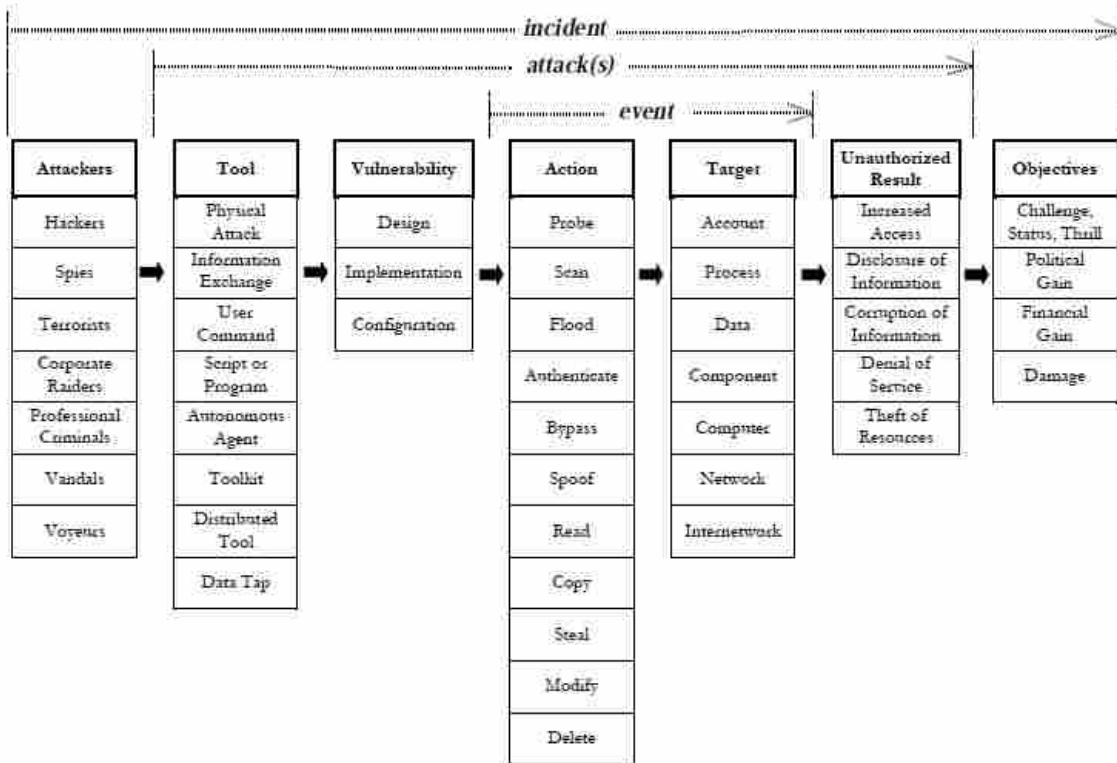 incident
attack(s)
event
Attackers
Hackers
Spies
Terrorists
Corporate
Raiders
Professional
Criminals
Vandals
Voyeurs
Tool
Physical
Attack
Information
Exchange
User
Command
Script or
Program
Autonomous
Agent
Toolkit
Distributed
Tool
Data Tap
Vulnerability
Design
Implementation
Configuration
Action
Probe
Scan
Flood
Authenticate
Bypass
Spoof
Read
Copy
Steal
Modify
Delete
Target
Account
Process
Data
Component
Computer
Network
Internetwork
Unauthorized
Result
Increased
Access
Disclosure of
Information
Corruption of
Information
Denial of
Service
Theft of
Resources
Objectives
Challenge,
Status, Thrill
Political
Gain
Financial
Gain
Damage